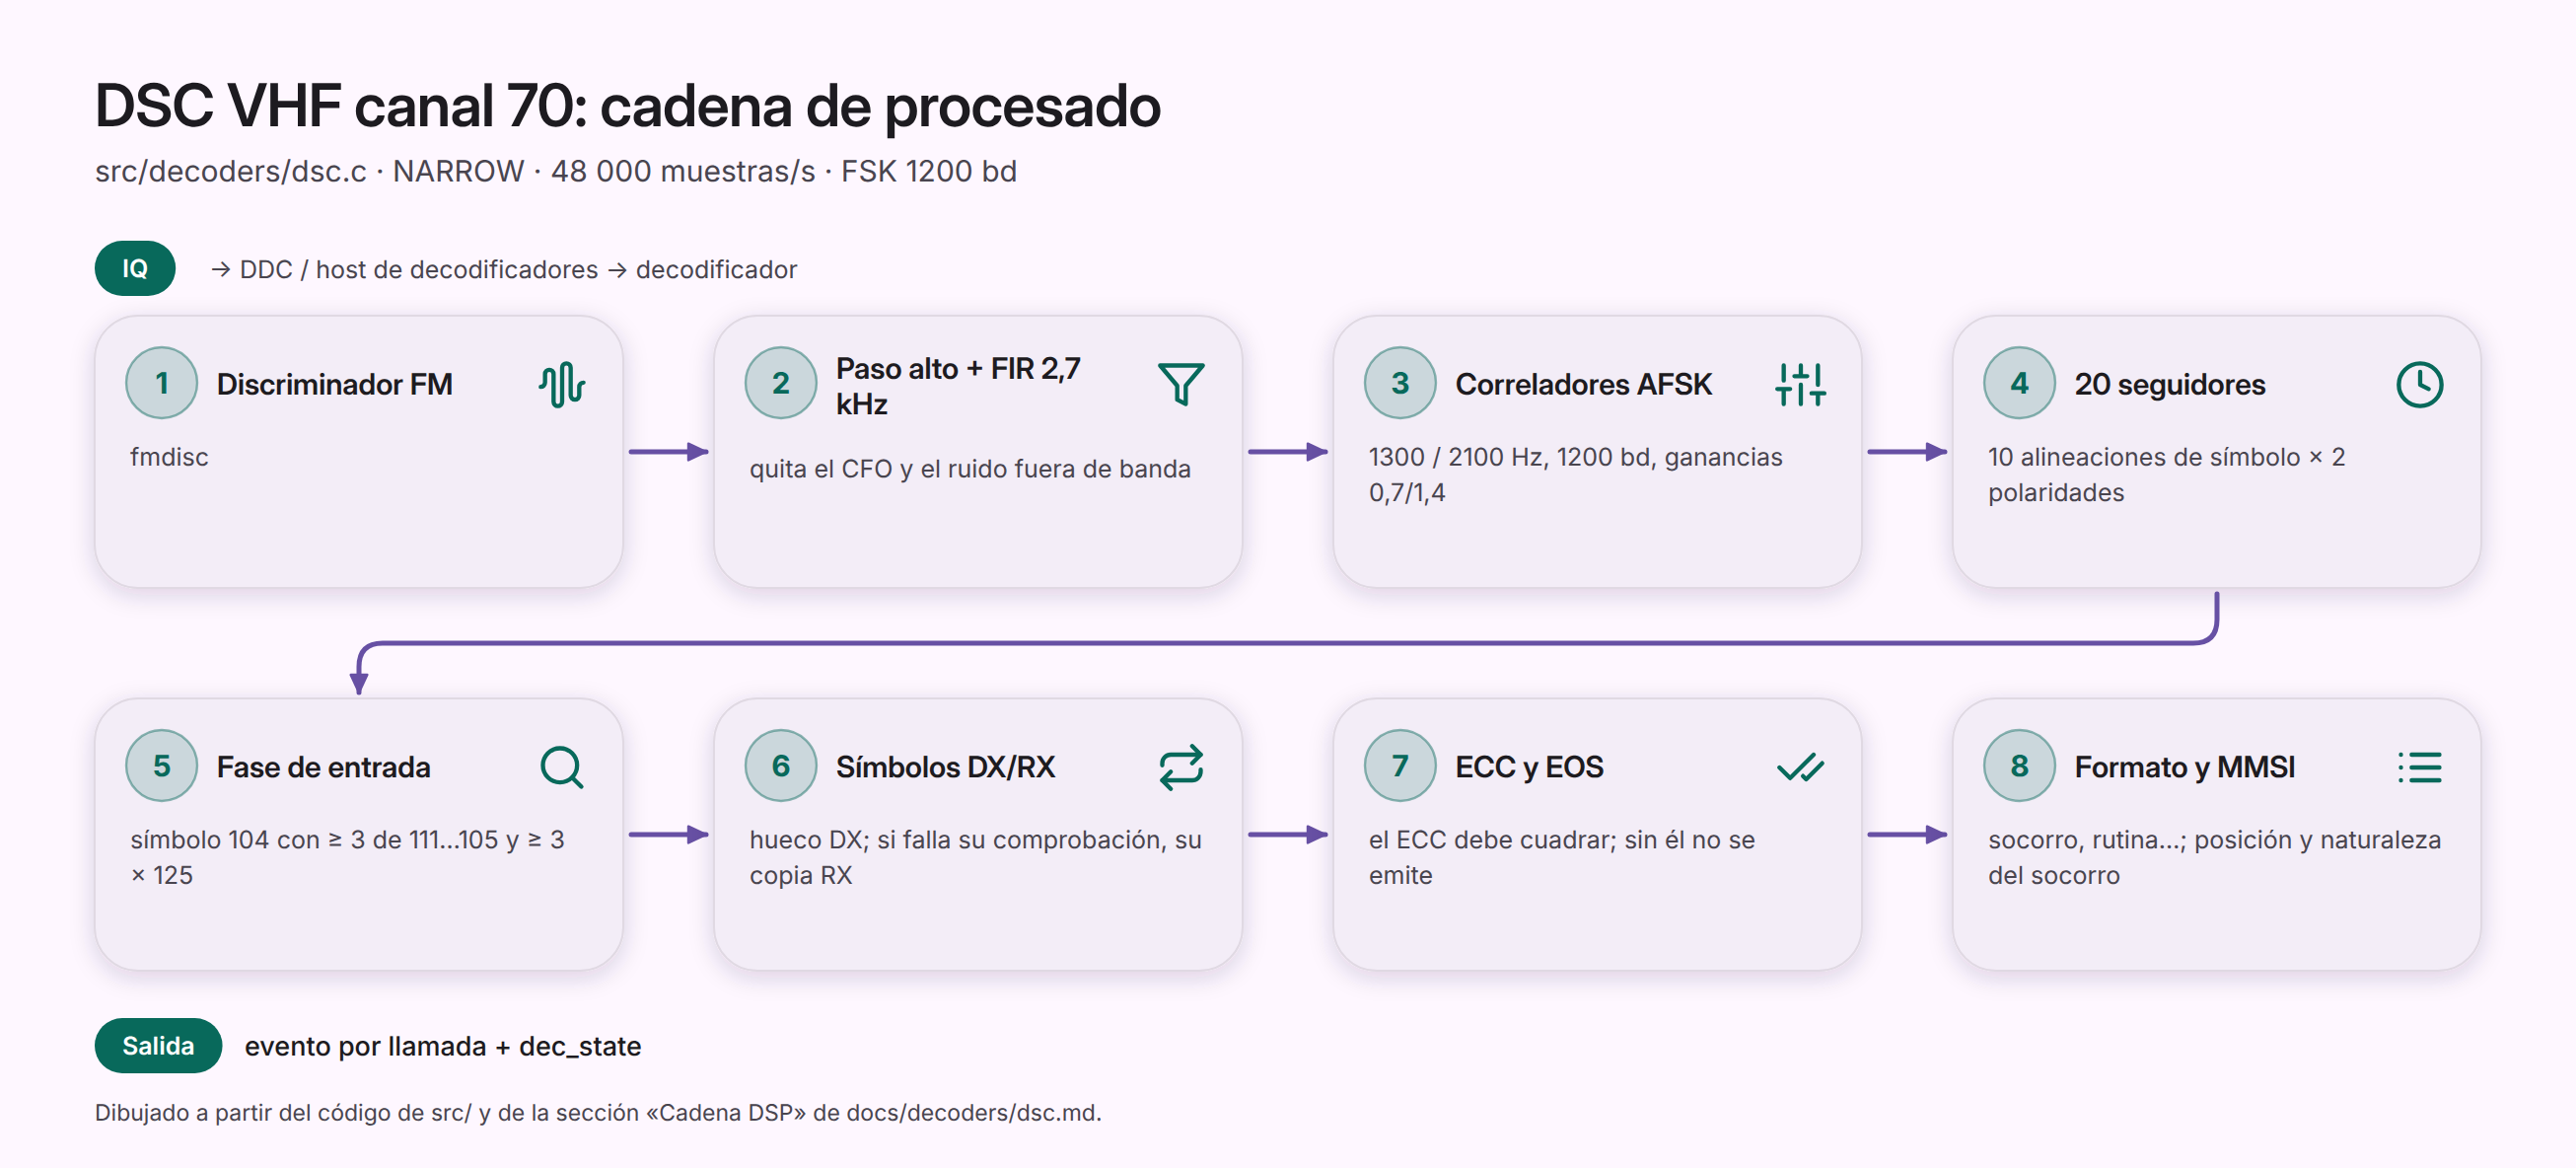 DSC VHF canal 70: cadena de procesado
src/decoders/dsc.c · NARROW · 48 000 muestras/s · FSK 1200 bd
IQ → DDC / host de decodificadores → decodificador
1 Discriminador FM
fmdisc
2 Paso alto + FIR 2,7
kHz
quita el CFO y el ruido fuera de banda
3 Correladores AFSK
1300 / 2100 Hz, 1200 bd, ganancias
0,7/1,4
4 20 seguidores
10 alineaciones de símbolo × 2
polaridades
5 Fase de entrada
símbolo 104 con ≥ 3 de 111…105 y ≥ 3
× 125
6 Símbolos DX/RX
hueco DX; si falla su comprobación, su
copia RX
7 ECC y EOS
el ECC debe cuadrar; sin él no se
emite
8 Formato y MMSI
socorro, rutina…; posición y naturaleza
del socorro
Salida evento por llamada + dec_state
Dibujado a partir del código de src/ y de la sección «Cadena DSP» de docs/decoders/dsc.md.